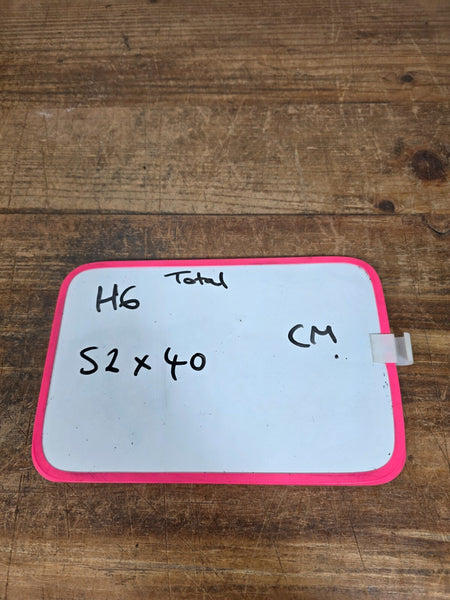 Total
H6
CM.
52 x 40